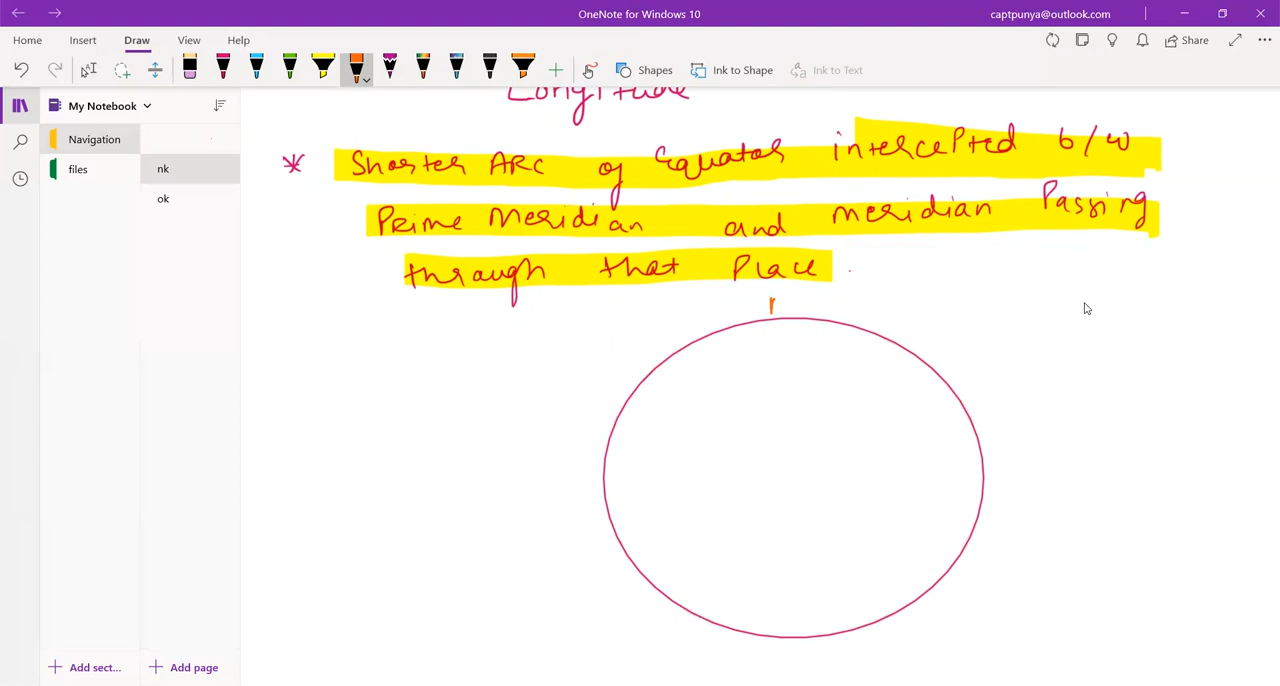 OneNote for Windows 10
captpunya@outlook.com
Home
Insert
Draw
View
Help
Share
Shapes
Ink to Shape
Ink to Text
My Notebook
Navigation
files
nk
ok
Longitude
* Shorter ARC of Equator intercepted b/w
Prime Meridian and meridian Passing
through that Place.
Add sect...
Add page